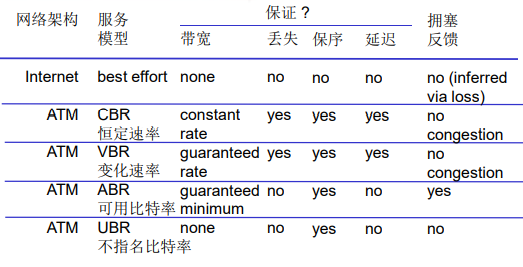 网络架构 服务模型 保证？ 拥塞反馈
带宽 丢失 保序 延迟
Internet best effort none no no no no (inferred via loss)
ATM CBR 恒定速率 constant rate yes yes yes no congestion
ATM VBR 变化速率 guaranteed rate yes yes yes no congestion
ATM ABR 可用比特率 guaranteed minimum no yes no yes
ATM UBR 不指名比特率 none no yes no no